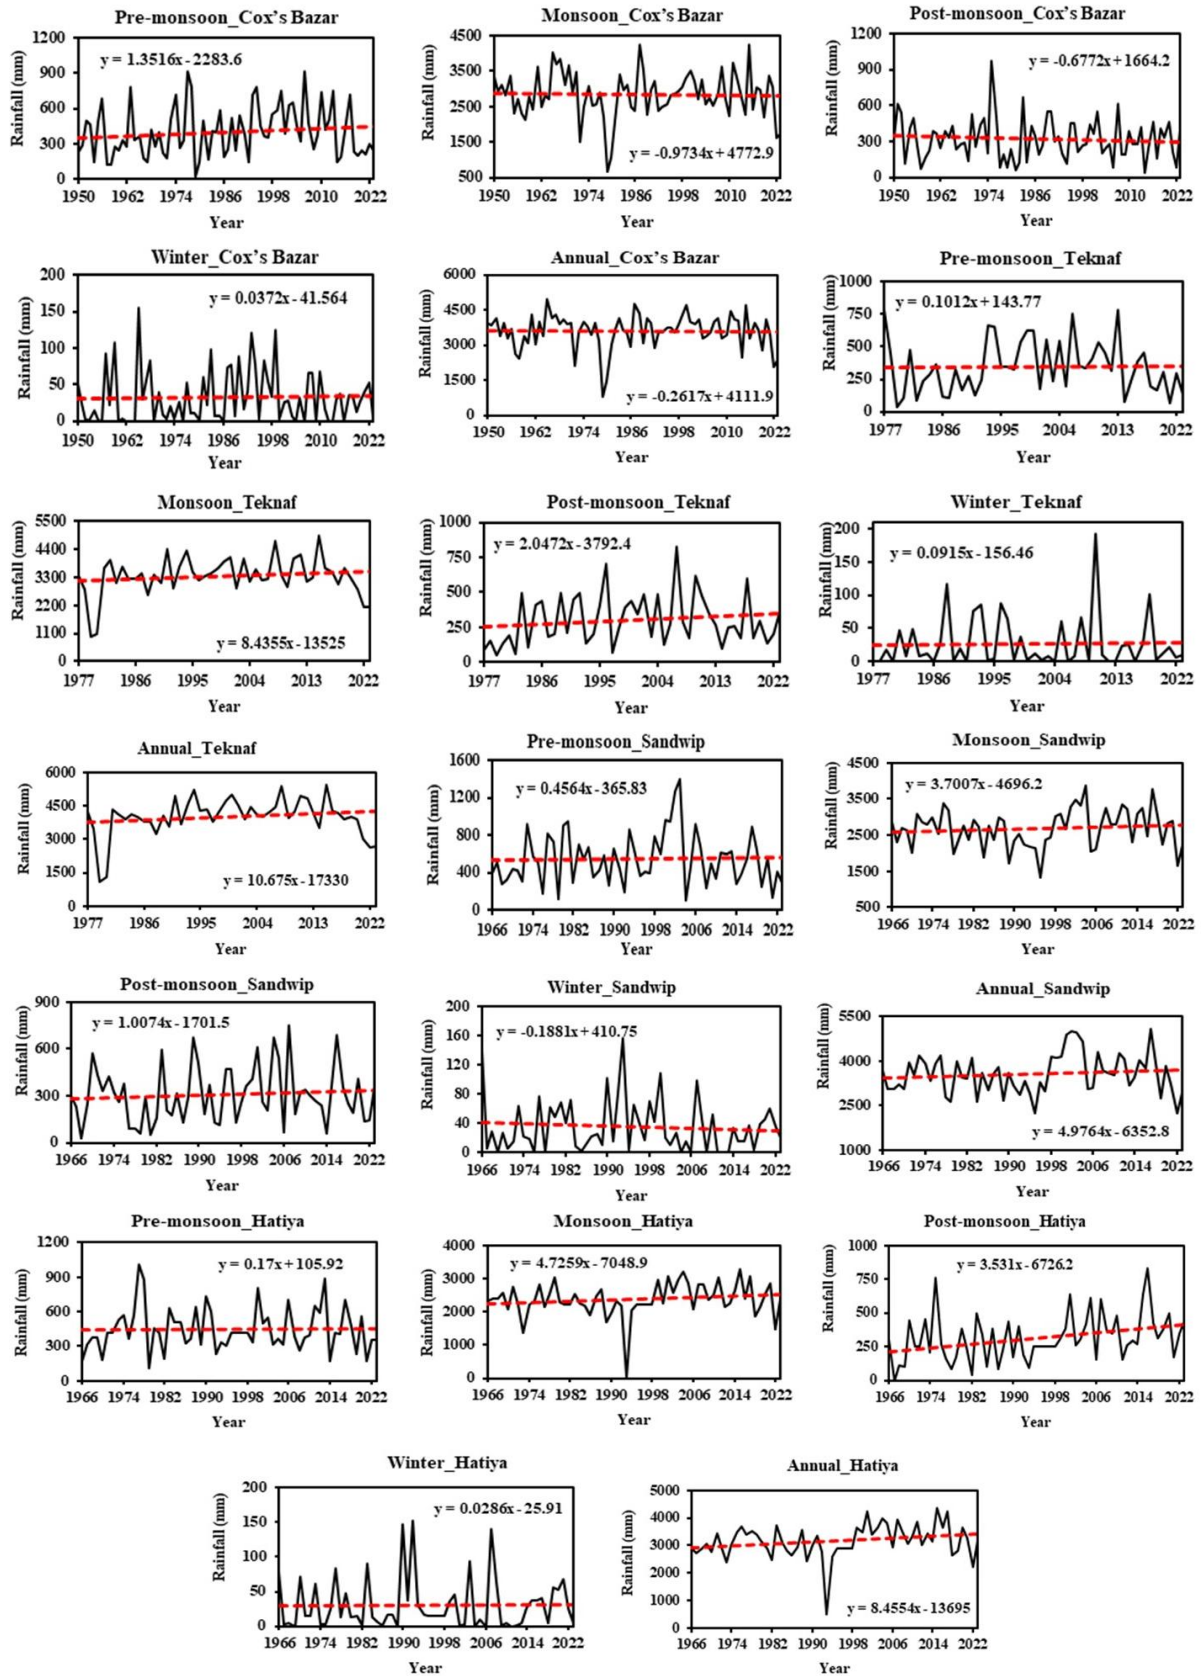 Pre-monsoon_Cox's Bazar
Rainfall (mm)
1200
900
600
300
0
y = 1.3516x - 2283.6
1950 1962 1974 1986 1998 2010 2022
Year
Monsoon_Cox's Bazar
Rainfall (mm)
4500
3500
2500
1500
500
y = -0.9734x + 4772.9
1950 1962 1974 1986 1998 2010 2022
Year
Post-monsoon_Cox's Bazar
Rainfall (mm)
1200
900
600
300
0
y = -0.6772x + 1664.2
1950 1962 1974 1986 1998 2010 2022
Year
Winter_Cox's Bazar
Rainfall (mm)
200
150
100
50
0
y = 0.0372x - 41.564
1950 1962 1974 1986 1998 2010 2022
Year
Annual_Cox's Bazar
Rainfall (mm)
6000
4500
3000
1500
0
y = -0.2617x + 4111.9
1950 1962 1974 1986 1998 2010 2022
Year
Pre-monsoon_Teknaf
Rainfall (mm)
1000
750
500
250
0
y = 0.1012x + 143.77
1977 1986 1995 2004 2013 2022
Year
Monsoon_Teknaf
Rainfall (mm)
5500
4400
3300
2200
1100
0
y = 8.4355x - 13525
1977 1986 1995 2004 2013 2022
Year
Post-monsoon_Teknaf
Rainfall (mm)
1000
750
500
250
0
y = 2.0472x - 3792.4
1977 1986 1995 2004 2013 2022
Year
Winter_Teknaf
Rainfall (mm)
200
150
100
50
0
y = 0.0915x - 156.46
1977 1986 1995 2004 2013 2022
Year
Annual_Teknaf
Rainfall (mm)
6000
4500
3000
1500
0
y = 10.675x - 17330
1977 1986 1995 2004 2013 2022
Year
Pre-monsoon_Sandwip
Rainfall (mm)
1600
1200
800
400
0
y = 0.4564x - 365.83
1966 1974 1982 1990 1998 2006 2014 2022
Year
Monsoon_Sandwip
Rainfall (mm)
4500
3500
2500
1500
500
y = 3.7007x - 4696.2
1966 1974 1982 1990 1998 2006 2014 2022
Year
Post-monsoon_Sandwip
Rainfall (mm)
900
600
300
0
y = 1.0074x - 1701.5
1966 1974 1982 1990 1998 2006 2014 2022
Year
Winter_Sandwip
Rainfall (mm)
200
160
120
80
40
0
y = -0.1881x + 410.75
1966 1974 1982 1990 1998 2006 2014 2022
Year
Annual_Sandwip
Rainfall (mm)
5500
4000
2500
1000
y = 4.9764x - 6352.8
1966 1974 1982 1990 1998 2006 2014 2022
Year
Pre-monsoon_Hatiya
Rainfall (mm)
1200
900
600
300
0
y = 0.17x + 105.92
1966 1974 1982 1990 1998 2006 2014 2022
Year
Monsoon_Hatiya
Rainfall (mm)
4000
3000
2000
1000
0
y = 4.7259x - 7048.9
1966 1974 1982 1990 1998 2006 2014 2022
Year
Post-monsoon_Hatiya
Rainfall (mm)
1000
750
500
250
0
y = 3.531x - 6726.2
1966 1974 1982 1990 1998 2006 2014 2022
Year
Winter_Hatiya
Rainfall (mm)
200
150
100
50
0
y = 0.0286x - 25.91
1966 1974 1982 1990 1998 2006 2014 2022
Year
Annual_Hatiya
Rainfall (mm)
5000
4000
3000
2000
1000
0
y = 8.4554x - 13695
1966 1974 1982 1990 1998 2006 2014 2022
Year